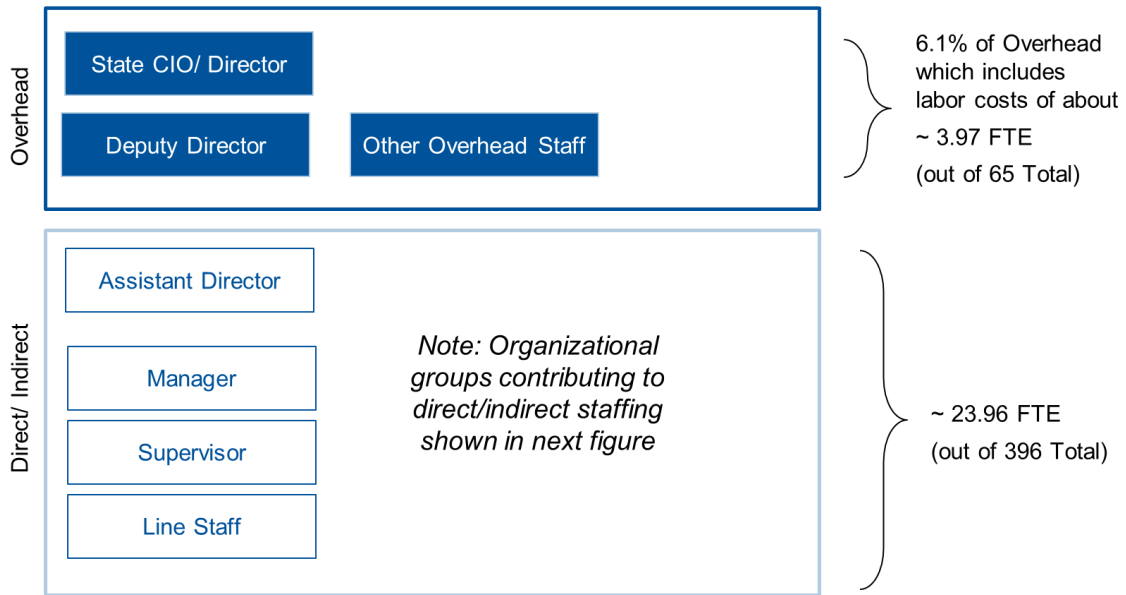 Overhead
State CIO/ Director
Deputy Director
Other Overhead Staff
6.1% of Overhead
which includes
labor costs of about
~ 3.97 FTE
(out of 65 Total)
Direct/ Indirect
Assistant Director
Manager
Supervisor
Line Staff
Note: Organizational
groups contributing to
direct/indirect staffing
shown in next figure
~ 23.96 FTE
(out of 396 Total)